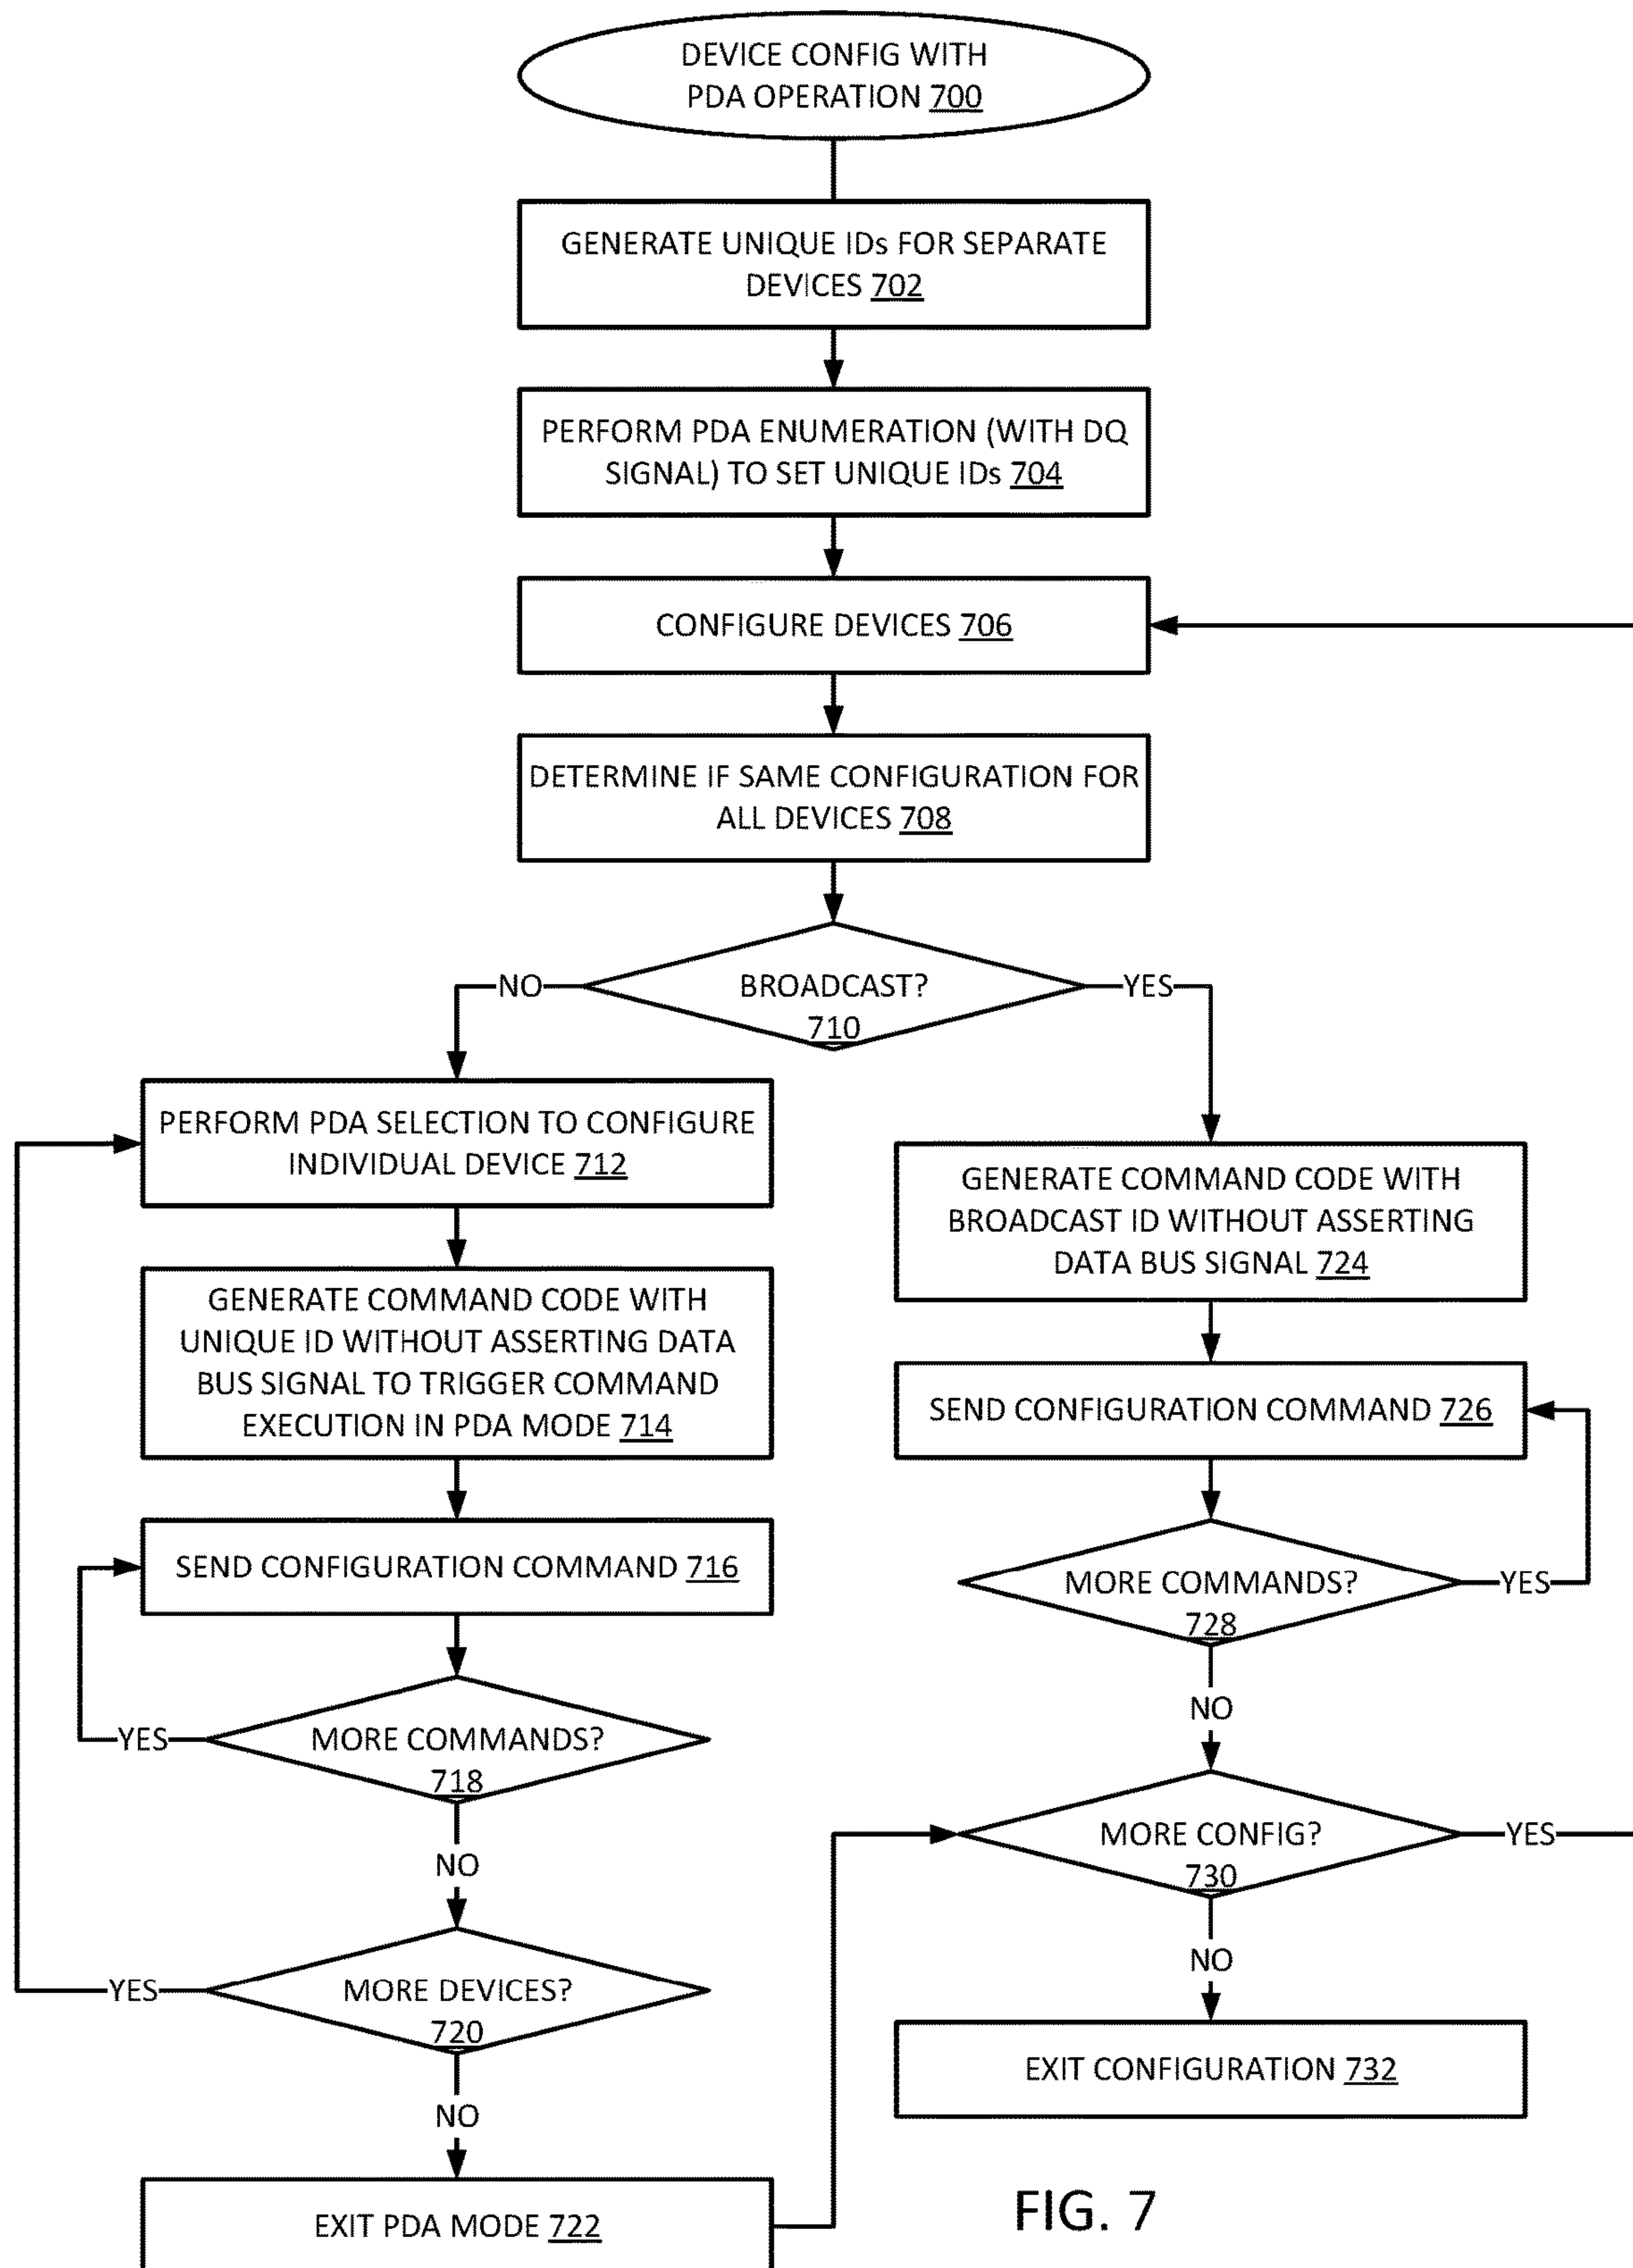 DEVICE CONFIG WITH
PDA OPERATION 700
GENERATE UNIQUE IDs FOR SEPARATE
DEVICES 702
PERFORM PDA ENUMERATION (WITH DQ
SIGNAL) TO SET UNIQUE IDs 704
CONFIGURE DEVICES 706
DETERMINE IF SAME CONFIGURATION FOR
ALL DEVICES 708
BROADCAST?
710
NO
YES
PERFORM PDA SELECTION TO CONFIGURE
INDIVIDUAL DEVICE 712
GENERATE COMMAND CODE WITH
UNIQUE ID WITHOUT ASSERTING DATA
BUS SIGNAL TO TRIGGER COMMAND
EXECUTION IN PDA MODE 714
SEND CONFIGURATION COMMAND 716
MORE COMMANDS?
718
YES
NO
MORE DEVICES?
720
YES
NO
EXIT PDA MODE 722
GENERATE COMMAND CODE WITH
BROADCAST ID WITHOUT ASSERTING
DATA BUS SIGNAL 724
SEND CONFIGURATION COMMAND 726
MORE COMMANDS?
728
YES
NO
MORE CONFIG?
730
YES
NO
EXIT CONFIGURATION 732
FIG. 7